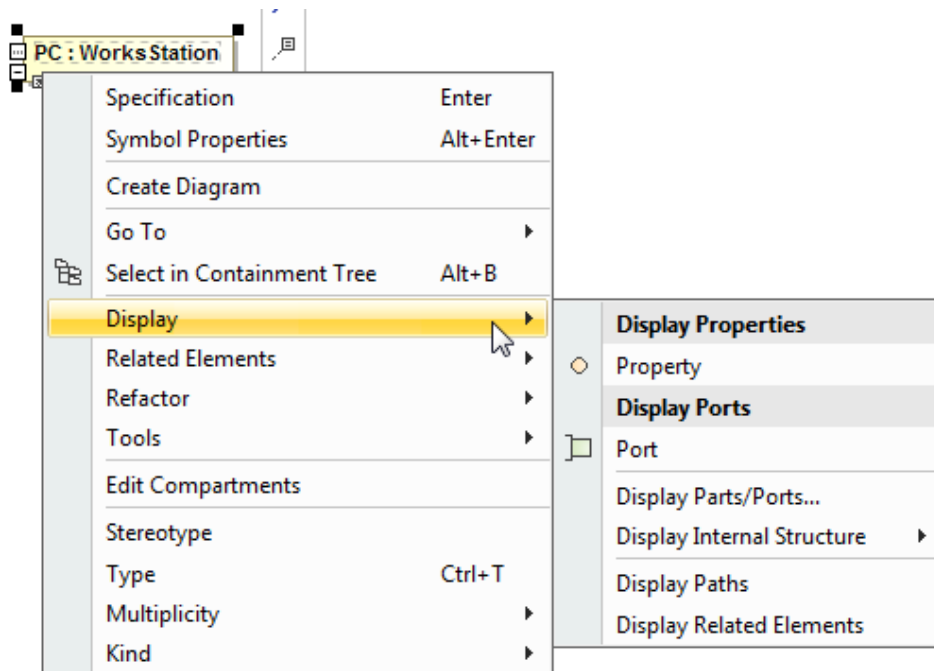 PC : WorksStation
Specification Enter
Symbol Properties Alt+Enter
Create Diagram
Go To
Select in Containment Tree Alt+B
Display
Related Elements
Refactor
Tools
Edit Compartments
Stereotype
Type Ctrl+T
Multiplicity
Kind
Display Properties
Property
Display Ports
Port
Display Parts/Ports...
Display Internal Structure
Display Paths
Display Related Elements